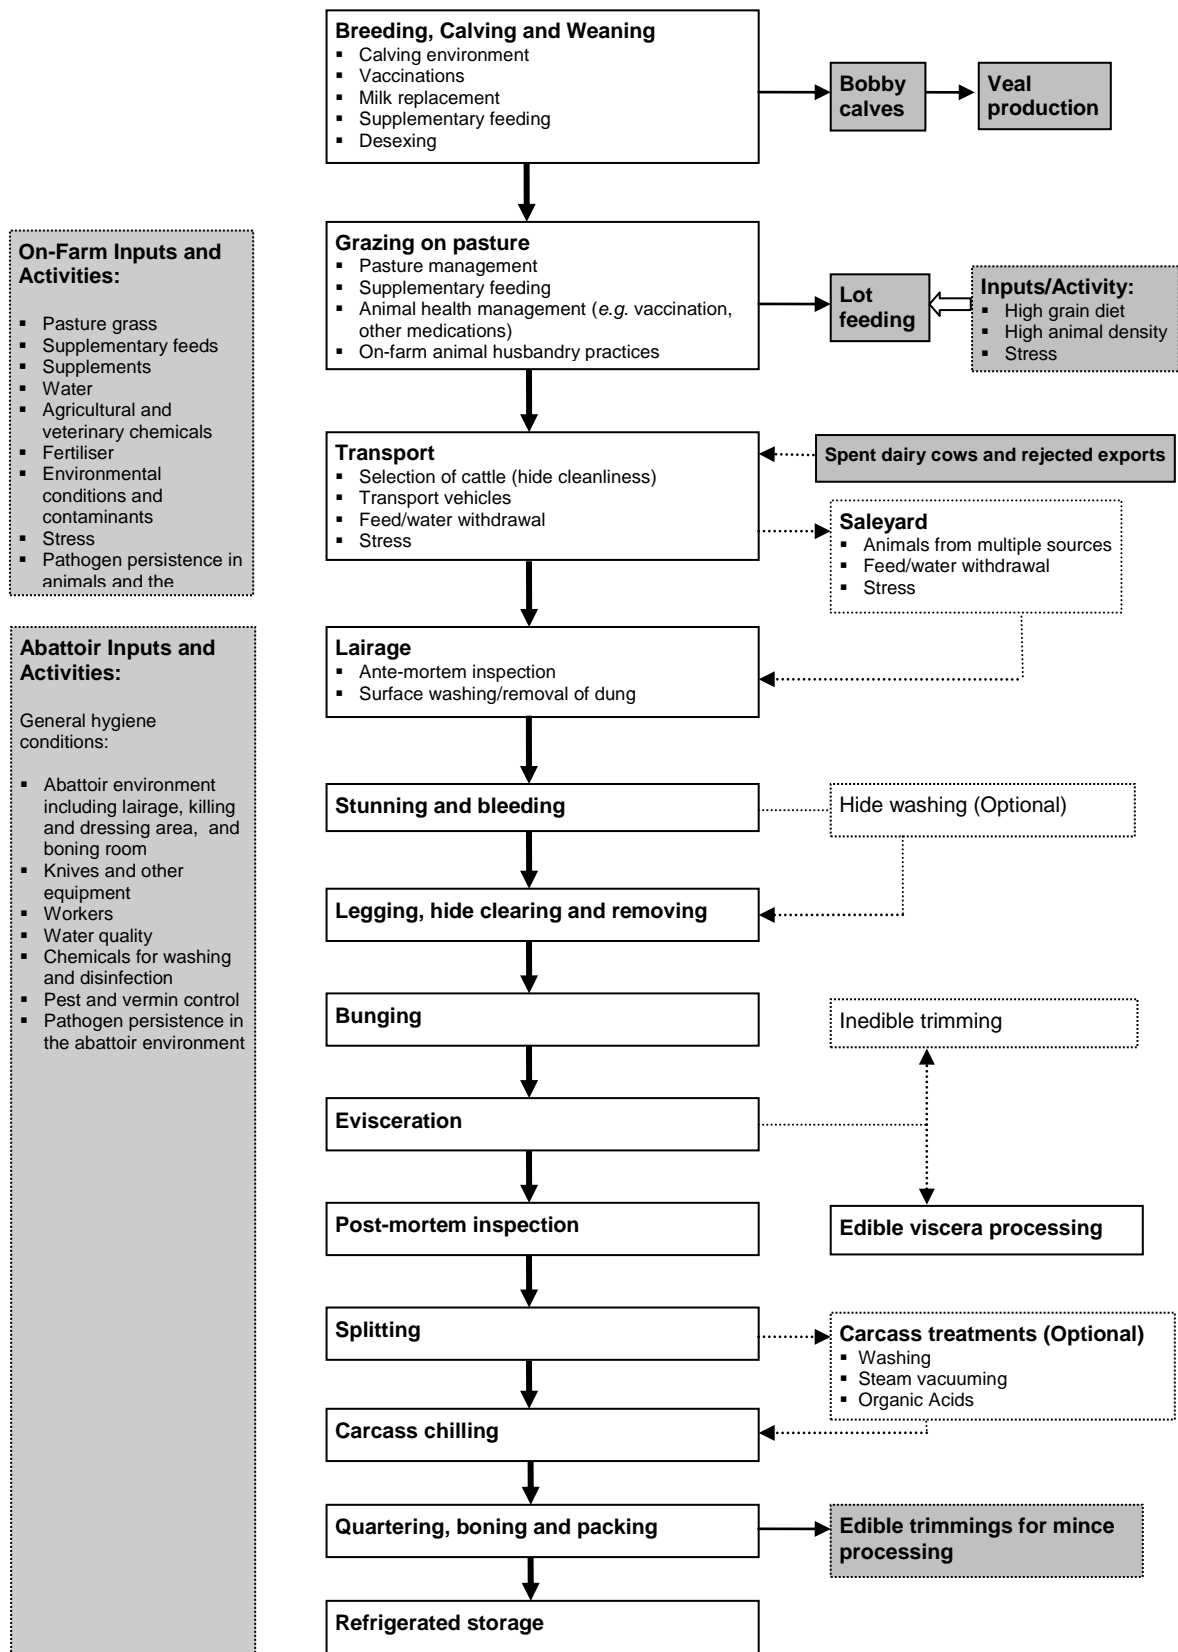 Breeding, Calving and Weaning
▪ Calving environment
▪ Vaccinations
▪ Milk replacement
▪ Supplementary feeding
▪ Desexing
Bobby
calves
Veal
production
On-Farm Inputs and
Activities:
▪ Pasture grass
▪ Supplementary feeds
▪ Supplements
▪ Water
▪ Agricultural and
veterinary chemicals
▪ Fertiliser
▪ Environmental
conditions and
contaminants
▪ Stress
▪ Pathogen persistence in
animals and the
Grazing on pasture
▪ Pasture management
▪ Supplementary feeding
▪ Animal health management (e.g. vaccination,
other medications)
▪ On-farm animal husbandry practices
Lot
feeding
Inputs/Activity:
▪ High grain diet
▪ High animal density
▪ Stress
Transport
▪ Selection of cattle (hide cleanliness)
▪ Transport vehicles
▪ Feed/water withdrawal
▪ Stress
Spent dairy cows and rejected exports
Saleyard
▪ Animals from multiple sources
▪ Feed/water withdrawal
▪ Stress
Abattoir Inputs and
Activities:
General hygiene
conditions:
▪ Abattoir environment
including lairage, killing
and dressing area, and
boning room
▪ Knives and other
equipment
▪ Workers
▪ Water quality
▪ Chemicals for washing
and disinfection
▪ Pest and vermin control
▪ Pathogen persistence in
the abattoir environment
Lairage
▪ Ante-mortem inspection
▪ Surface washing/removal of dung
Stunning and bleeding
Hide washing (Optional)
Legging, hide clearing and removing
Bunging
Inedible trimming
Evisceration
Post-mortem inspection
Edible viscera processing
Splitting
Carcass treatments (Optional)
▪ Washing
▪ Steam vacuuming
▪ Organic Acids
Carcass chilling
Quartering, boning and packing
Edible trimmings for mince
processing
Refrigerated storage